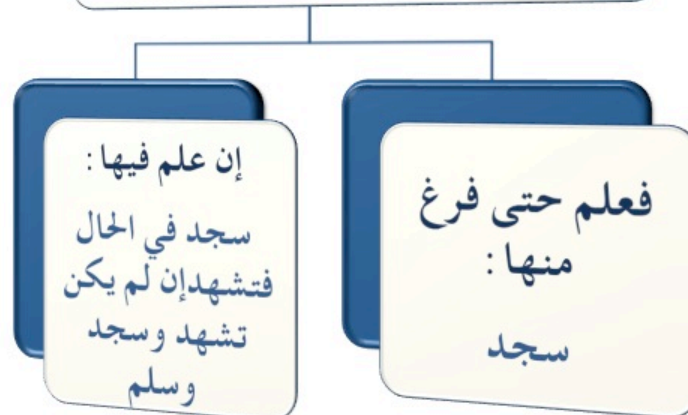 فعلم حتى فرغ
منها :
سجد
إن علم فيها :
سجد في الحال
فتشهدإن لم يكن
تشهد وسجد
وسلم